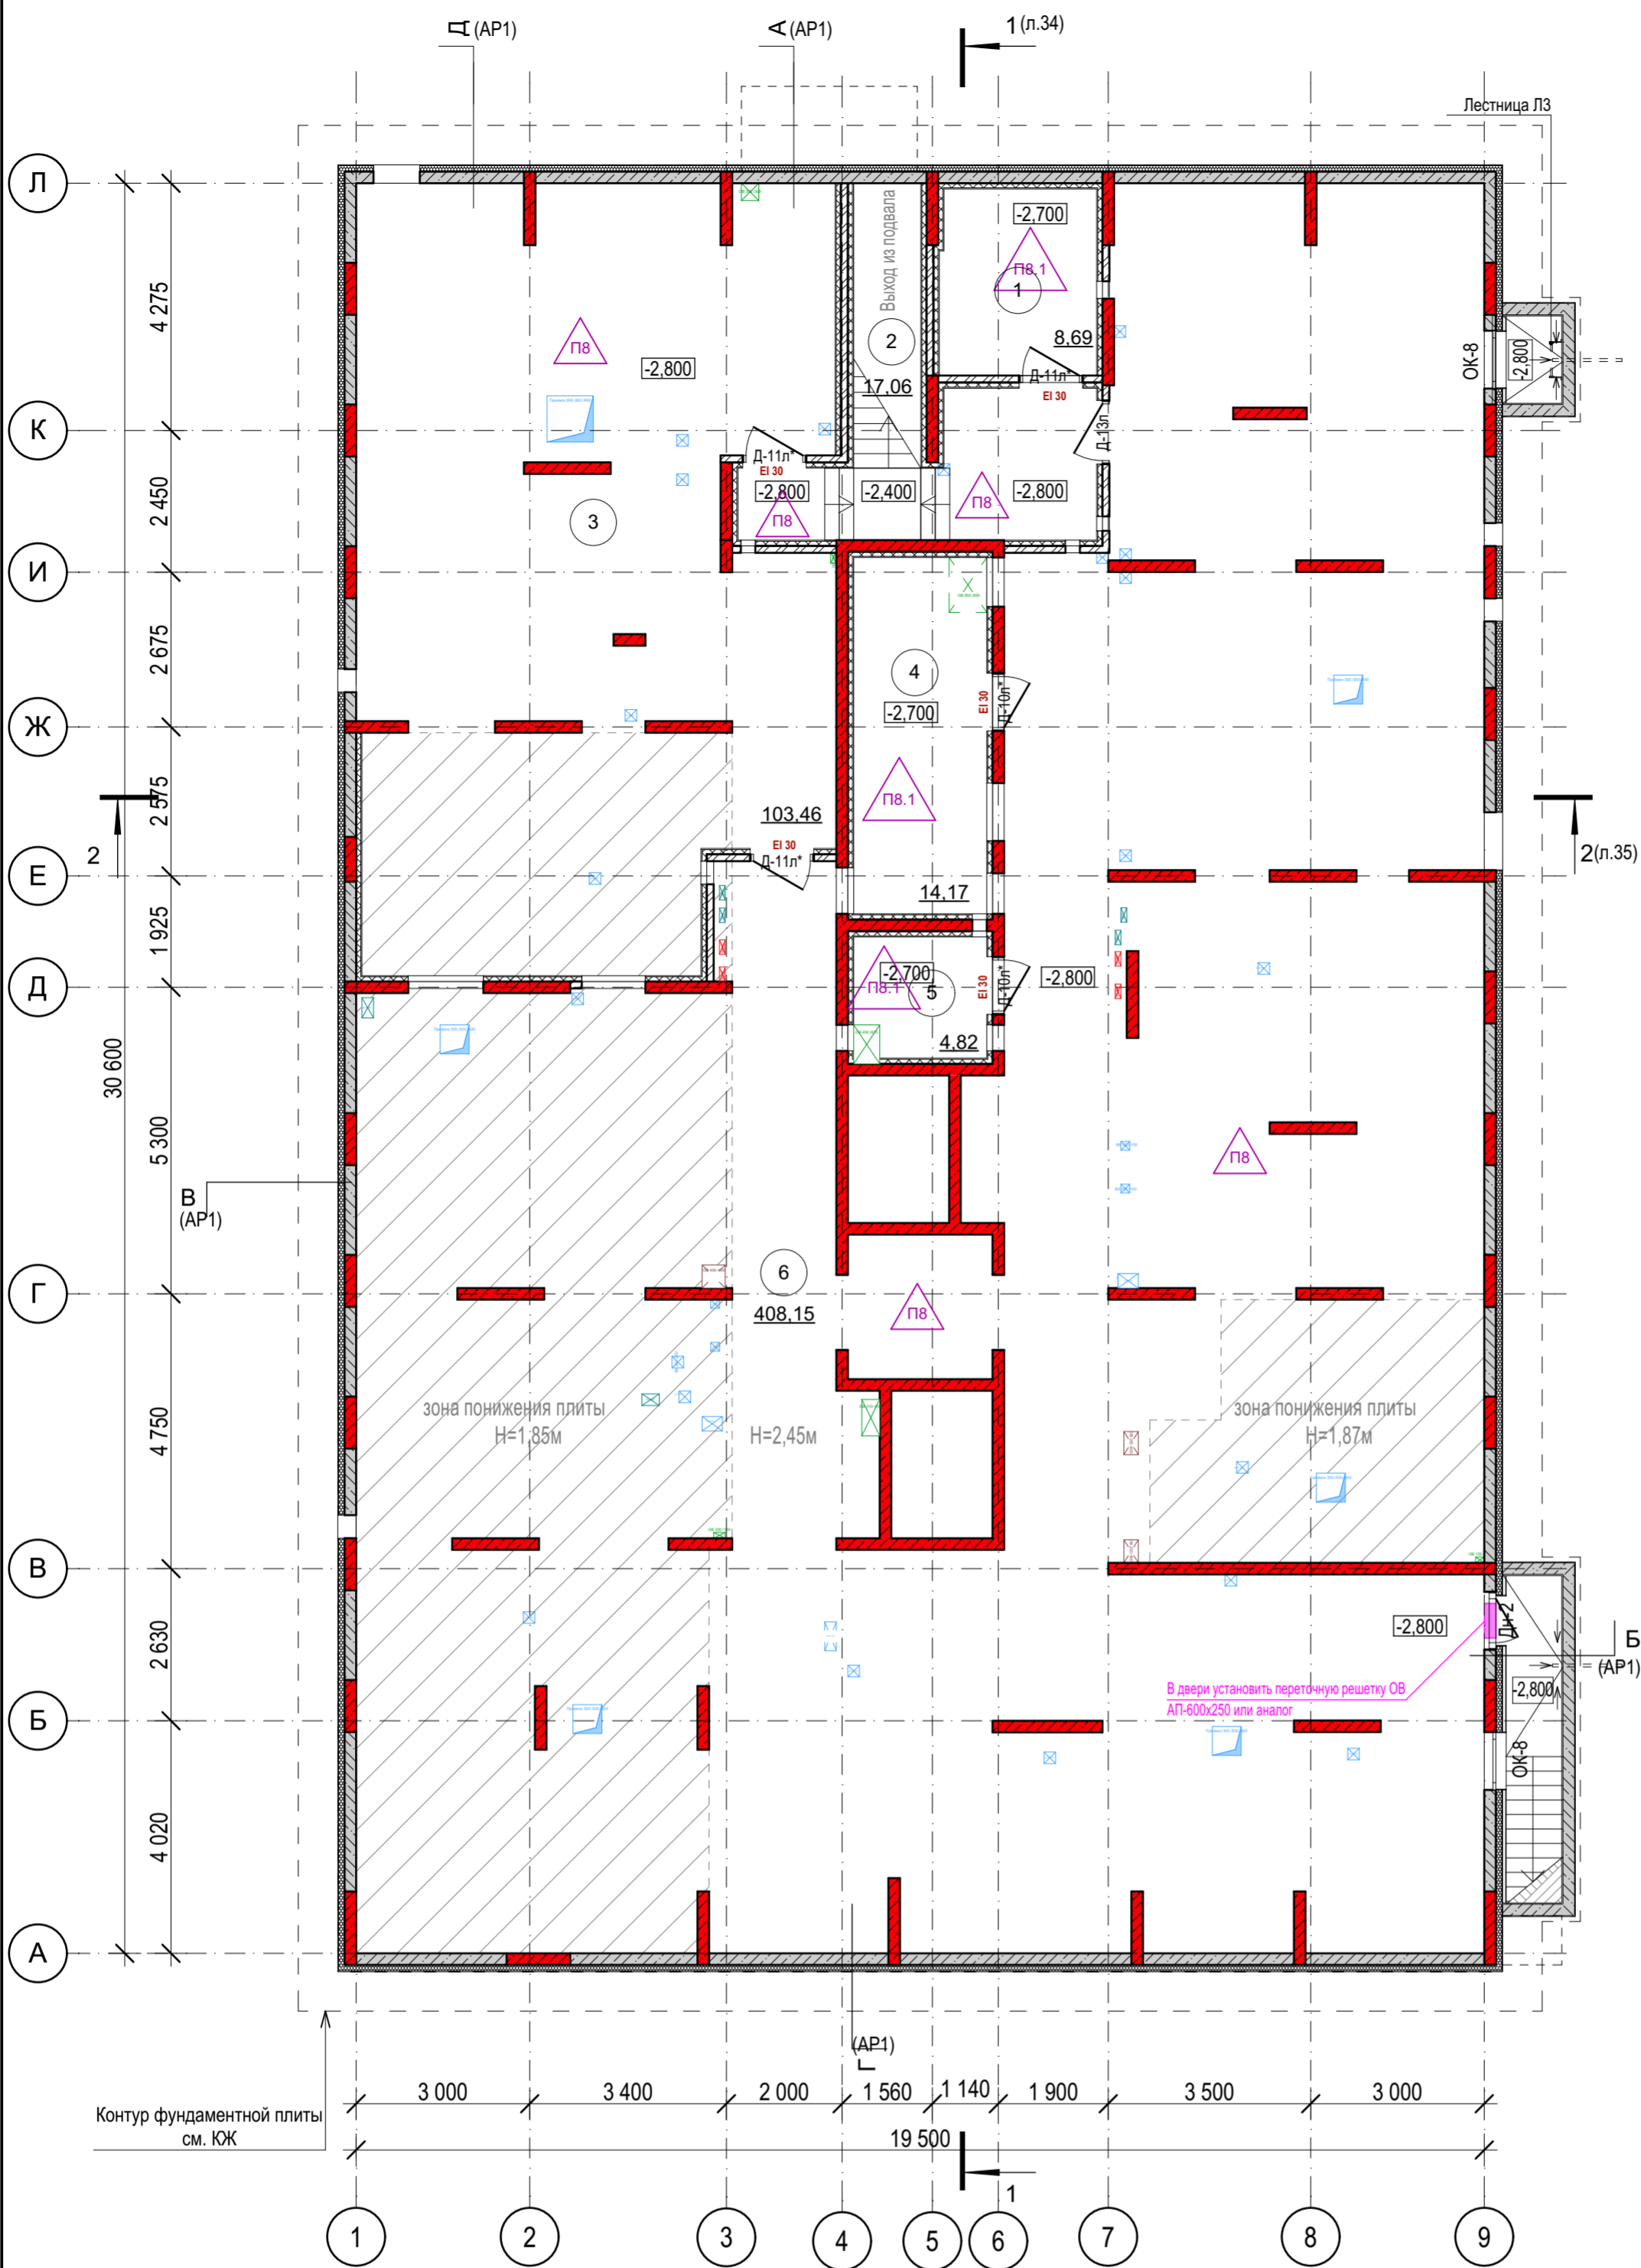 Д (АР1)
А (АР1)
1 (л.34)
Лестница Л3
Л
-2,700
П8.1
1
8,69
Выход из подвала
2
17,06
4 275
П8
-2,800
ОК-8
-2,800
Д-11л*
EI 30
К
Д-13л
Д-11л*
EI 30
-2,800
П8
-2,400
П8
-2,800
2 450
3
И
2 675
4
-2,700
EI 30
Д-10л*
Ж
2 575
П8.1
103,46
2
2(л.35)
EI 30
Д-11л*
Е
14,17
1 925
Д
-2,700
П8.1
5
EI 30
Д-10л*
-2,800
4,82
30 600
5 300
П8
В
(АР1)
Г
6
408,15
П8
4 750
зона понижения плиты
Н=1,85м
Н=2,45м
зона понижения плиты
Н=1,87м
В
2 630
-2,800
Дн-2
Б
(АР1)
-2,800
В двери установить переточную решетку ОВ
АП-600х250 или аналог
Б
ОК-8
4 020
А
(АР1)
Г
3 000
3 400
2 000
1 560
1 140
1 900
3 500
3 000
Контур фундаментной плиты
см. КЖ
19 500
1
1
2
3
4
5
6
7
8
9